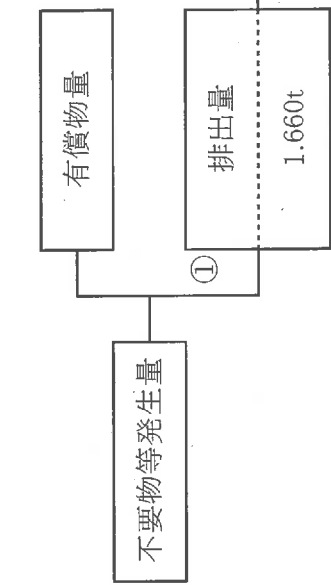 不要物等発生量
有償物量
①
排出量
1.660t